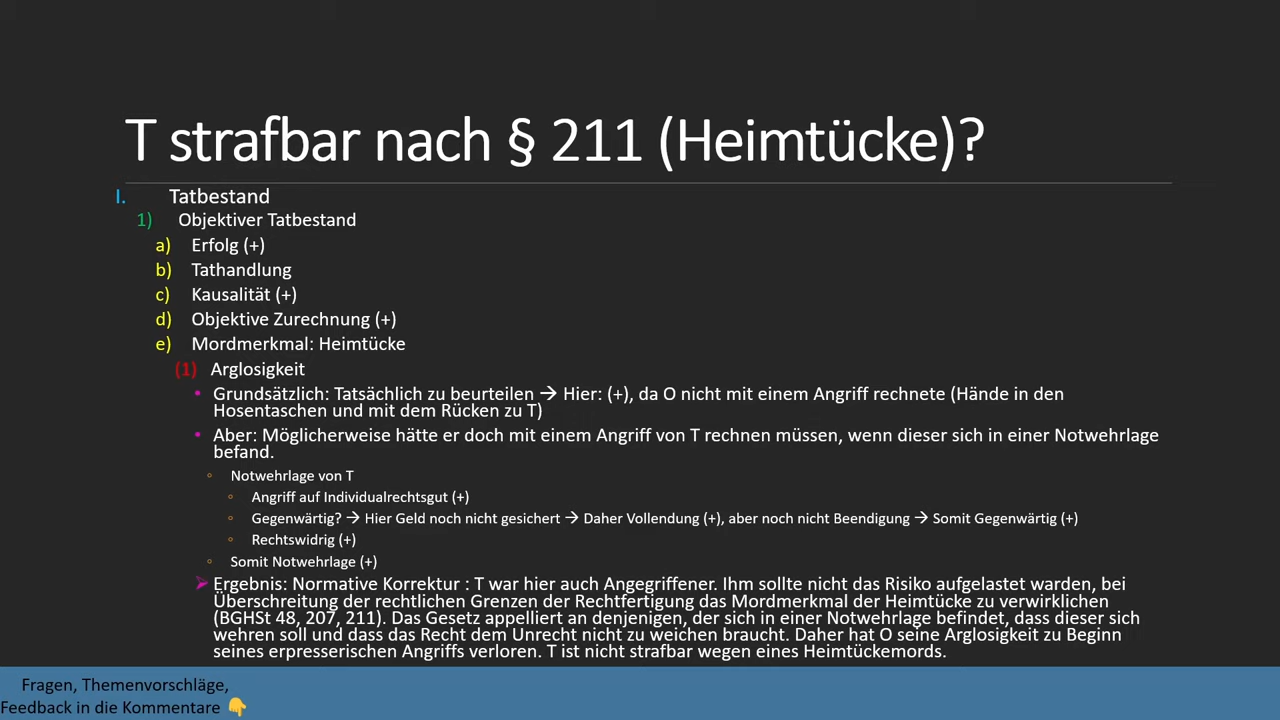 T strafbar nach § 211 (Heimtücke)?
I. Tatbestand
1) Objektiver Tatbestand
a) Erfolg (+)
b) Tathandlung
c) Kausalität (+)
d) Objektive Zurechnung (+)
e) Mordmerkmal: Heimtücke
(1) Arglosigkeit
• Grundsätzlich: Tatsächlich zu beurteilen → Hier: (+), da O nicht mit einem Angriff rechnete (Hände in den
Hosentaschen und mit dem Rücken zu T)
• Aber: Möglicherweise hätte er doch mit einem Angriff von T rechnen müssen, wenn dieser sich in einer Notwehrlage
befand.
◦ Notwehrlage von T
◦ Angriff auf Individualrechtsgut (+)
◦ Gegenwärtig? → Hier Geld noch nicht gesichert → Daher Vollendung (+), aber noch nicht Beendigung → Somit Gegenwärtig (+)
◦ Rechtswidrig (+)
◦ Somit Notwehrlage (+)
➢ Ergebnis: Normative Korrektur : T war hier auch Angegriffener. Ihm sollte nicht das Risiko aufgelastet warden, bei
Überschreitung der rechtlichen Grenzen der Rechtfertigung das Mordmerkmal der Heimtücke zu verwirklichen
(BGHSt 48, 207, 211). Das Gesetz appelliert an denjenigen, der sich in einer Notwehrlage befindet, dass dieser sich
wehren soll und dass das Recht dem Unrecht nicht zu weichen braucht. Daher hat O seine Arglosigkeit zu Beginn
seines erpresserischen Angriffs verloren. T ist nicht strafbar wegen eines Heimtückemords.
Fragen, Themenvorschläge,
Feedback in die Kommentare 👇